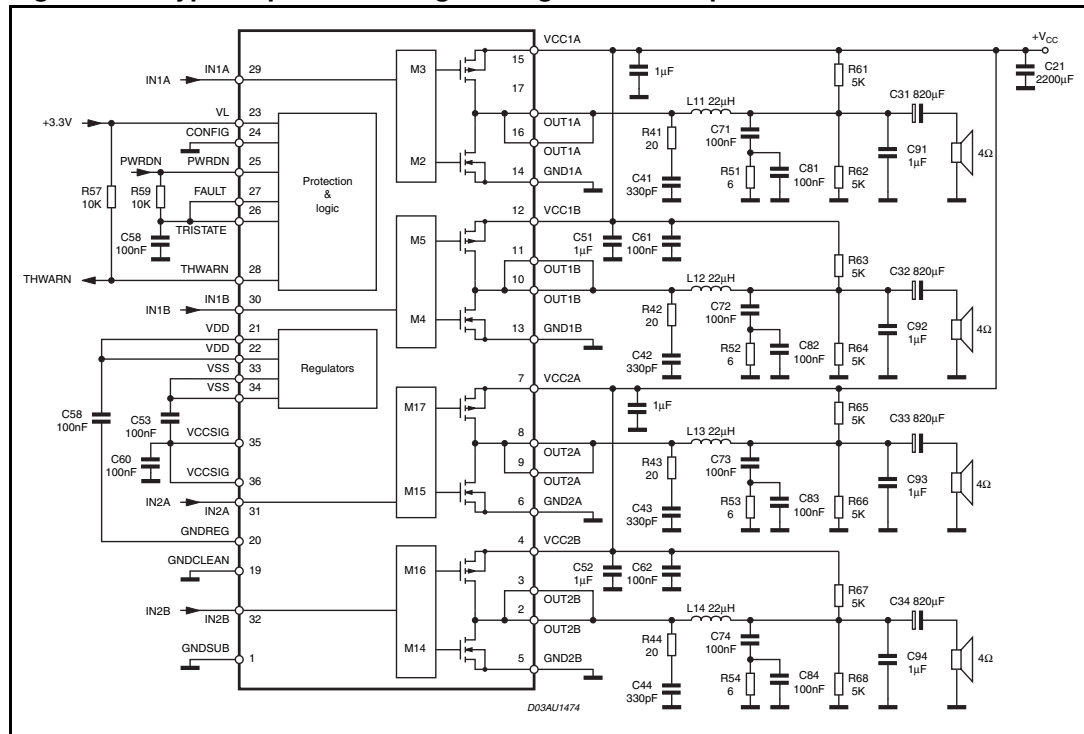 VCC1A
+VCC
IN1A
IN1A
29
M3
15
17
1µF
R61
5K
C21
2200µF
C31 820µF
+3.3V
VL
23
CONFIG
24
PWRDN
PWRDN
25
FAULT
27
26
TRISTATE
R57
10K
R59
10K
C58
100nF
Protection
&
logic
THWARN
THWARN
28
16
OUT1A
OUT1A
M2
14
GND1A
L11 22µH
R41
20
C41
330pF
C71
100nF
R51
6
C81
100nF
R62
5K
C91
1µF
4Ω
12
VCC1B
M5
11
OUT1B
10
OUT1B
C51
1µF
C61
100nF
R63
5K
L12 22µH
C32 820µF
IN1B
IN1B
30
M4
13
GND1B
R42
20
C42
330pF
C72
100nF
R52
6
C82
100nF
R64
5K
C92
1µF
4Ω
VDD
21
VDD
22
VSS
33
VSS
34
Regulators
C58
100nF
C53
100nF
VCCSIG
35
C60
100nF
VCCSIG
36
7
VCC2A
M17
8
9
OUT2A
OUT2A
1µF
R65
5K
L13 22µH
C33 820µF
IN2A
IN2A
31
M15
6
GND2A
R43
20
C43
330pF
C73
100nF
R53
6
C83
100nF
R66
5K
C93
1µF
4Ω
GNDREG
20
GNDCLEAN
19
4
VCC2B
M16
3
OUT2B
2
OUT2B
C52
1µF
C62
100nF
R67
5K
L14 22µH
C34 820µF
IN2B
IN2B
32
GNDSUB
1
M14
5
GND2B
R44
20
C44
330pF
C74
100nF
R54
6
C84
100nF
R68
5K
C94
1µF
4Ω
D03AU1474